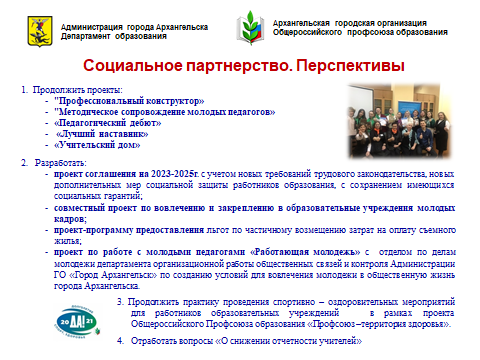 Администрация города Архангельска
Департамент образования
Архангельская городская организация
Общероссийского профсоюза образования
Социальное партнерство. Перспективы
1. Продолжить проекты:
- "Профессиональный конструктор»
- "Методическое сопровождение молодых педагогов»
- «Педагогический дебют»
- «Лучший наставник»
- «Учительский дом»
2. Разработать:
- проект соглашения на 2023-2025г. с учетом новых требований трудового законодательства, новых
дополнительных мер социальной защиты работников образования, с сохранением имеющихся
социальных гарантий;
- совместный проект по вовлечению и закреплению в образовательные учреждения молодых
кадров;
- проект-программу предоставления льгот по частичному возмещению затрат на оплату съемного
жилья;
- проект по работе с молодыми педагогами «Работающая молодежь» с отделом по делам
молодежи департамента организационной работы общественных связей и контроля Администрации
ГО «Город Архангельск» по созданию условий для вовлечения молодежи в общественную жизнь
города Архангельска.
3. Продолжить практику проведения спортивно – оздоровительных мероприятий
для работников образовательных учреждений в рамках проекта
Общероссийского Профсоюза образования «Профсоюз –территория здоровья».
4. Отработать вопросы «О снижении отчетности учителей»
20 ДА! 21